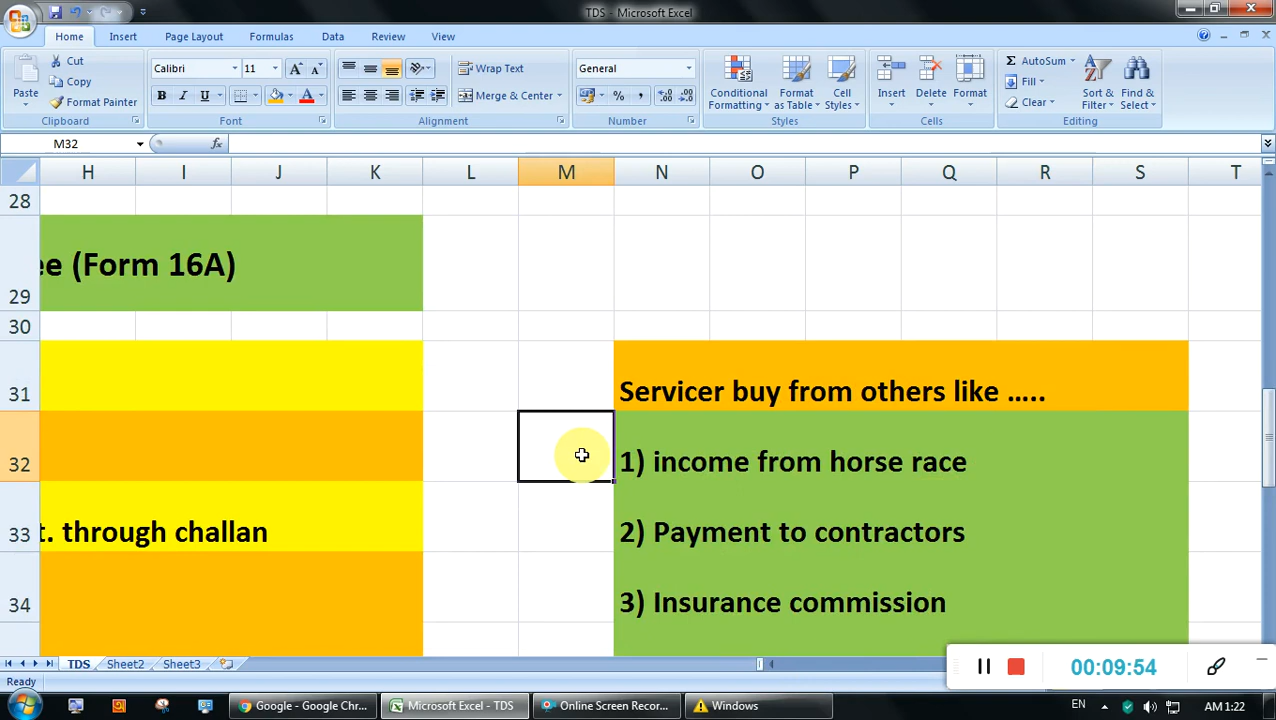 TDS - Microsoft Excel
Home Insert Page Layout Formulas Data Review View
Paste
Cut
Copy
Format Painter
Clipboard
Calibri 11
B I U
Font
Wrap Text
Merge & Center
Alignment
General
Number
Conditional Formatting
Format as Table
Cell Styles
Styles
Insert
Delete
Format
Cells
AutoSum
Fill
Clear
Sort & Filter
Find & Select
Editing
M32
fx
H I J K L M N O P Q R S T
28
29
30
31
32
33
34
ee (Form 16A)
Servicer buy from others like .....
1) income from horse race
t. through challan
2) Payment to contractors
3) Insurance commission
TDS Sheet2 Sheet3
Ready
00:09:54
Google - Google Chr...
Microsoft Excel - TDS
Online Screen Recor...
Windows
EN
AM 1:22